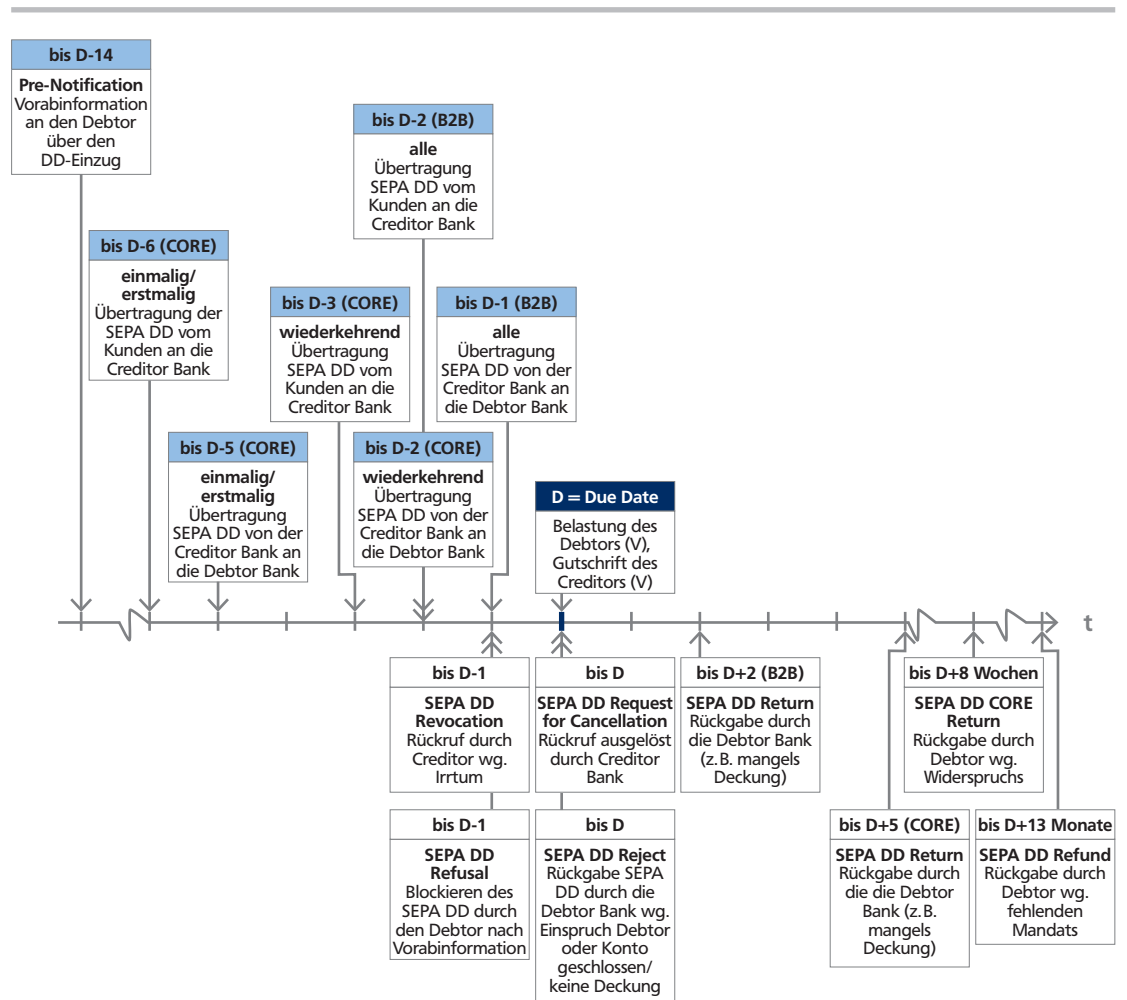 bis D-14
Pre-Notification
Vorabinformation
an den Debtor
über den
DD-Einzug
bis D-6 (CORE)
einmalig/
erstmalig
Übertragung der
SEPA DD vom
Kunden an die
Creditor Bank
bis D-5 (CORE)
einmalig/
erstmalig
Übertragung
SEPA DD von der
Creditor Bank an
die Debtor Bank
bis D-3 (CORE)
wiederkehrend
Übertragung
SEPA DD vom
Kunden an die
Creditor Bank
bis D-2 (B2B)
alle
Übertragung
SEPA DD vom
Kunden an die
Creditor Bank
bis D-2 (CORE)
wiederkehrend
Übertragung
SEPA DD von der
Creditor Bank an
die Debtor Bank
bis D-1 (B2B)
alle
Übertragung
SEPA DD von der
Creditor Bank an
die Debtor Bank
D = Due Date
Belastung des
Debtors (V),
Gutschrift des
Creditors (V)
t
bis D-1
SEPA DD
Revocation
Rückruf durch
Creditor wg.
Irrtum
bis D
SEPA DD Request
for Cancellation
Rückruf ausgelöst
durch Creditor
Bank
bis D+2 (B2B)
SEPA DD Return
Rückgabe durch
die Debtor Bank
(z.B. mangels
Deckung)
bis D+8 Wochen
SEPA DD CORE
Return
Rückgabe durch
Debtor wg.
Widerspruchs
bis D-1
SEPA DD
Refusal
Blockieren des
SEPA DD durch
den Debtor nach
Vorabinformation
bis D
SEPA DD Reject
Rückgabe SEPA
DD durch die
Debtor Bank wg.
Einspruch Debtor
oder Konto
geschlossen/
keine Deckung
bis D+5 (CORE)
SEPA DD Return
Rückgabe durch
die die Debtor
Bank (z.B.
mangels
Deckung)
bis D+13 Monate
SEPA DD Refund
Rückgabe durch
Debtor wg.
fehlenden
Mandats